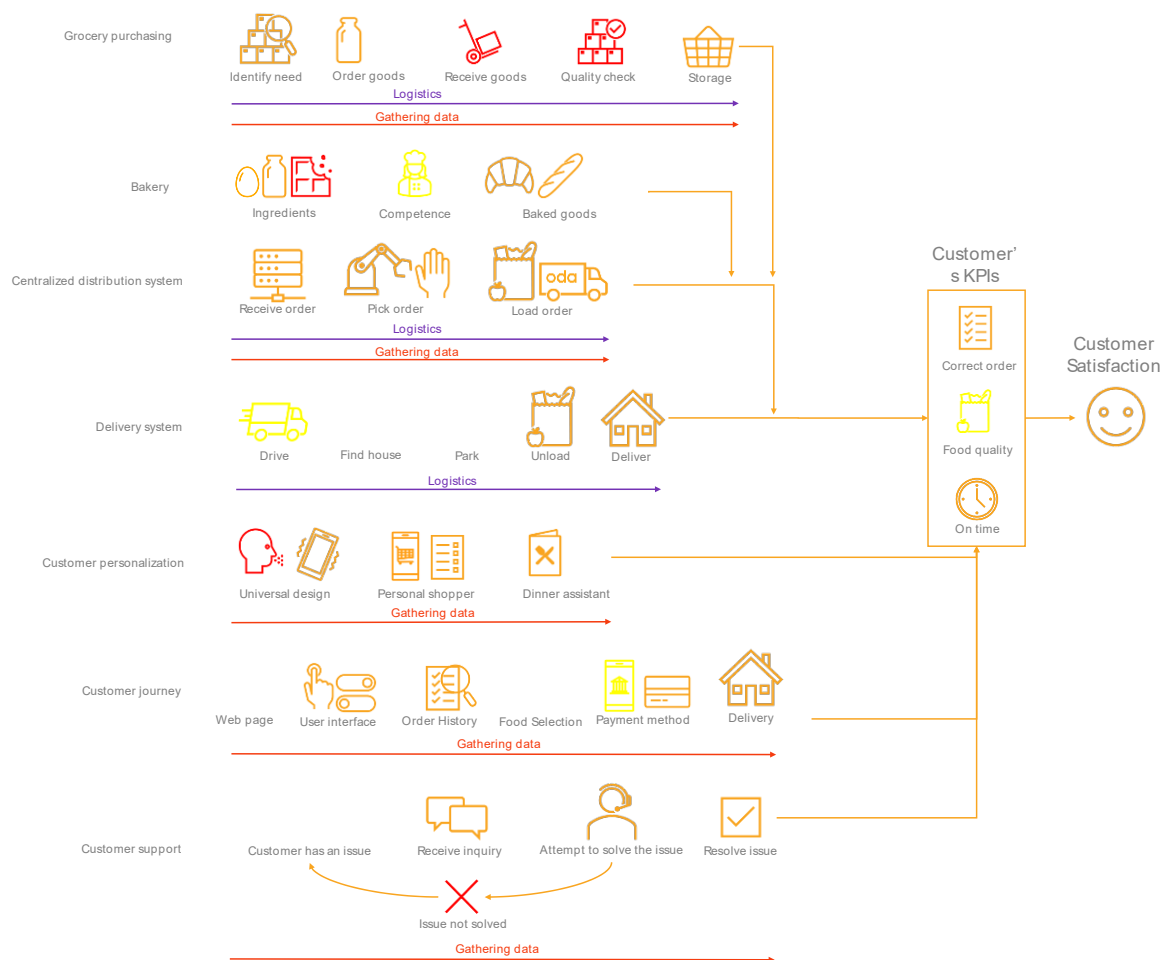 Grocery purchasing
Identify need
Order goods
Receive goods
Quality check
Storage
Logistics
Gathering data
Bakery
Ingredients
Competence
Baked goods
Centralized distribution system
oda
Receive order
Pick order
Load order
Logistics
Gathering data
Customer'
s KPIs
Correct order
Food quality
On time
Customer
Satisfaction
Delivery system
Drive
Find house
Park
Unload
Deliver
Logistics
Customer personalization
Universal design
Personal shopper
Dinner assistant
Gathering data
Customer journey
Web page
User interface
Order History
Food Selection
Payment method
Delivery
Gathering data
Customer support
Customer has an issue
Receive inquiry
Attempt to solve the issue
Resolve issue
Issue not solved
Gathering data